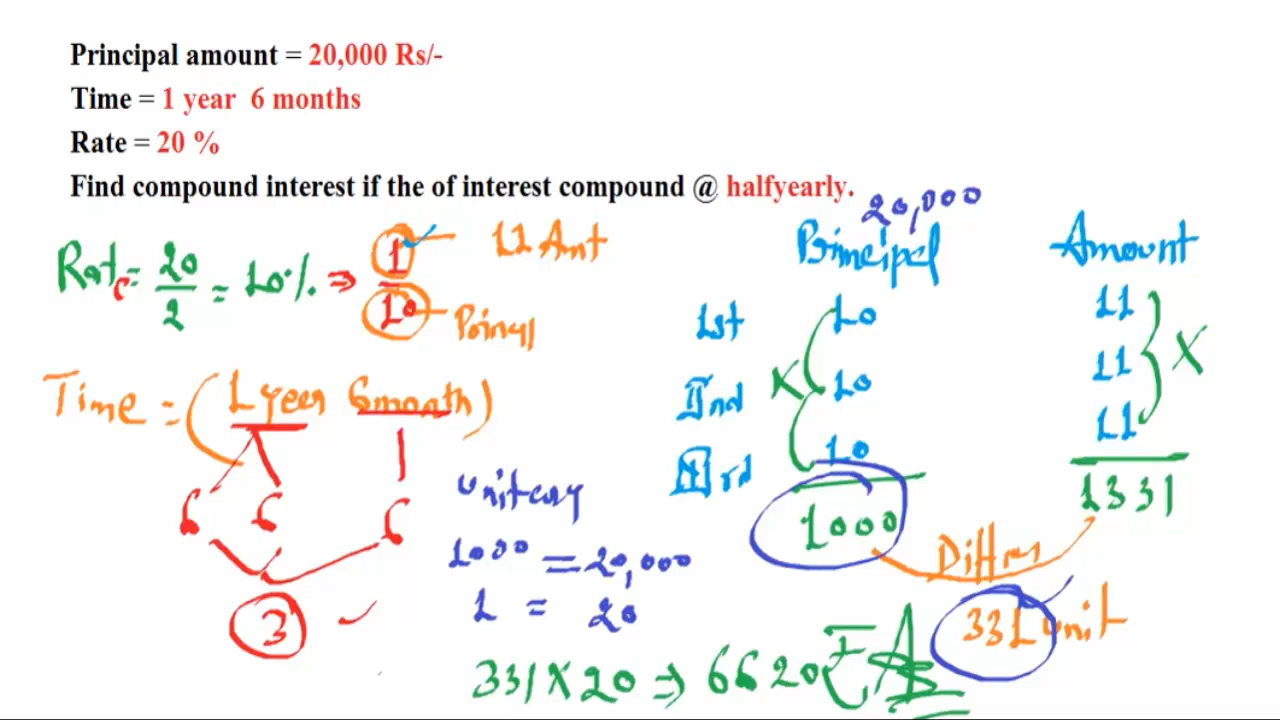 Principal amount = 20,000 Rs/-
Time = 1 year 6 months
Rate = 20 %
Find compound interest if the of interest compound @ halfyearly.
20,000
Rate = 20/2 = 10% ⇒ 1/10
11 Amt
Principal
Amount
1st 10 11
IInd 10 11
IIIrd 10 11
X
X
1000
1331
Time = (1 year 6 month)
6 6 6
3
Unitary
1000 = 20,000
1 = 20
331 unit
331 X 20 ⇒ 6620 ₹